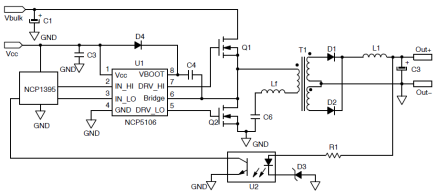 Vbulk
C1
GND
Vcc
D4
Q1
C3
GND
U1
C4
T1
D1
L1
Out+
1 Vcc VBOOT 8
2 IN_HI DRV_HI 7
3 IN_LO Bridge 6
4 GND DRV_LO 5
NCP1395
NCP5106
Lf
C3
D2
Out−
GND
GND
Q2
C6
GND
R1
D3
GND
U2
GND